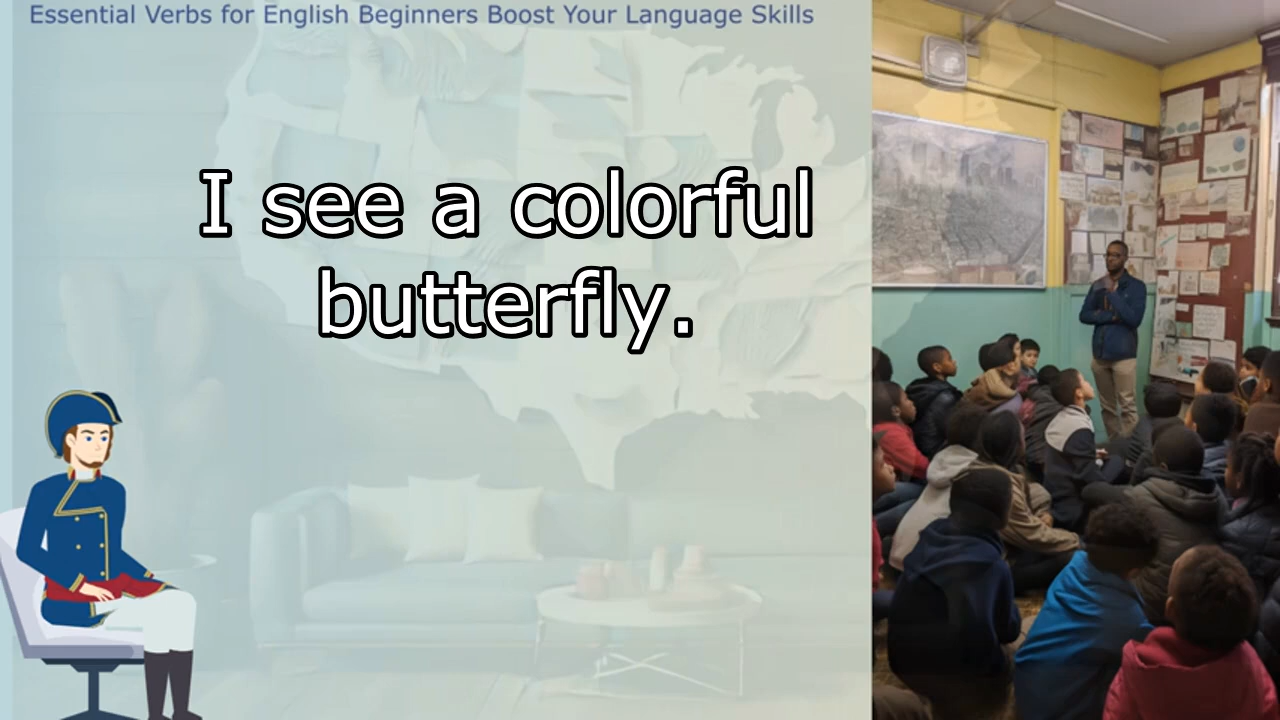 Essential Verbs for English Beginners Boost Your Language Skills
I see a colorful
butterfly.